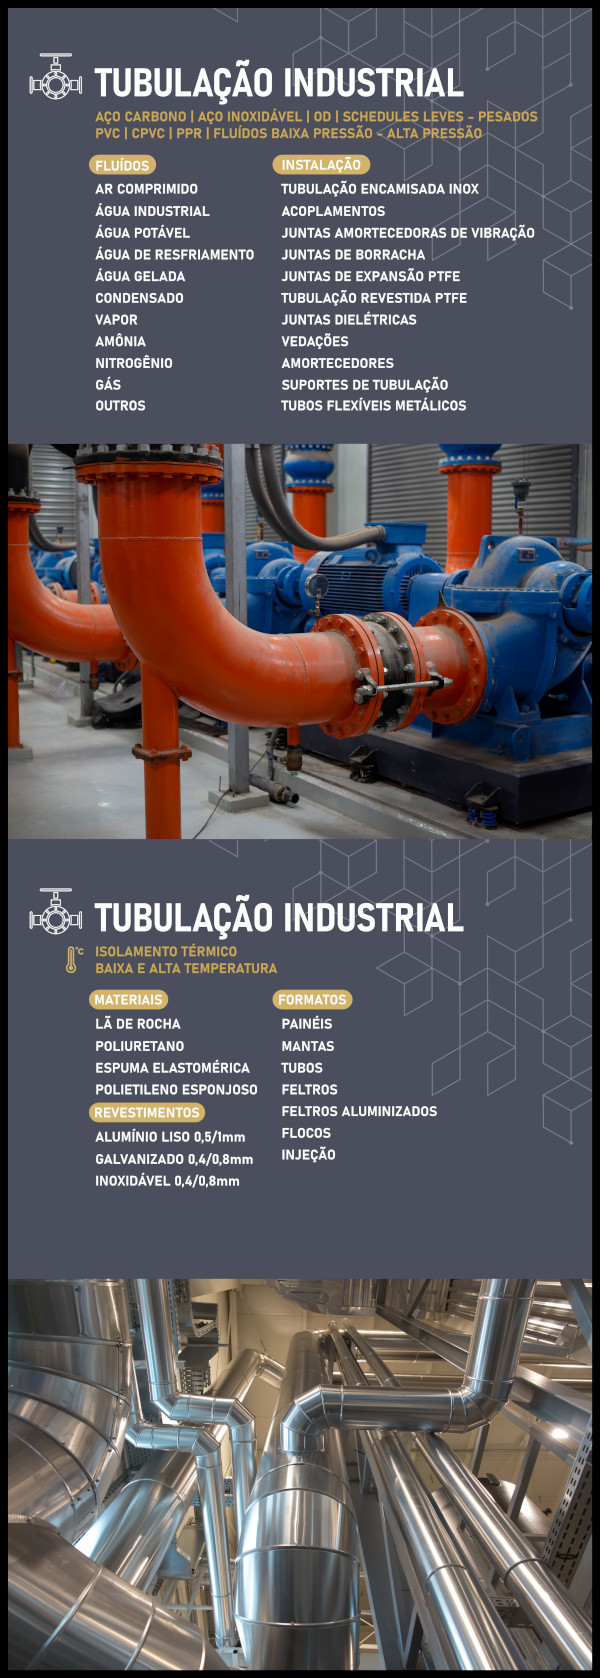 TUBULAÇÃO INDUSTRIAL
AÇO CARBONO | AÇO INOXIDÁVEL | OD | SCHEDULES LEVES - PESADOS
PVC | CPVC | PPR | FLUÍDOS BAIXA PRESSÃO - ALTA PRESSÃO
FLUÍDOS
AR COMPRIMIDO
ÁGUA INDUSTRIAL
ÁGUA POTÁVEL
ÁGUA DE RESFRIAMENTO
ÁGUA GELADA
CONDENSADO
VAPOR
AMÔNIA
NITROGÊNIO
GÁS
OUTROS
INSTALAÇÃO
TUBULAÇÃO ENCAMISADA INOX
ACOPLAMENTOS
JUNTAS AMORTECEDORAS DE VIBRAÇÃO
JUNTAS DE BORRACHA
JUNTAS DE EXPANSÃO PTFE
TUBULAÇÃO REVESTIDA PTFE
JUNTAS DIELÉTRICAS
VEDAÇÕES
AMORTECEDORES
SUPORTES DE TUBULAÇÃO
TUBOS FLEXÍVEIS METÁLICOS
TUBULAÇÃO INDUSTRIAL
°C
ISOLAMENTO TÉRMICO
BAIXA E ALTA TEMPERATURA
MATERIAIS
LÃ DE ROCHA
POLIURETANO
ESPUMA ELASTOMÉRICA
POLIETILENO ESPONJOSO
REVESTIMENTOS
ALUMÍNIO LISO 0,5/1mm
GALVANIZADO 0,4/0,8mm
INOXIDÁVEL 0,4/0,8mm
FORMATOS
PAINÉIS
MANTAS
TUBOS
FELTROS
FELTROS ALUMINIZADOS
FLOCOS
INJEÇÃO